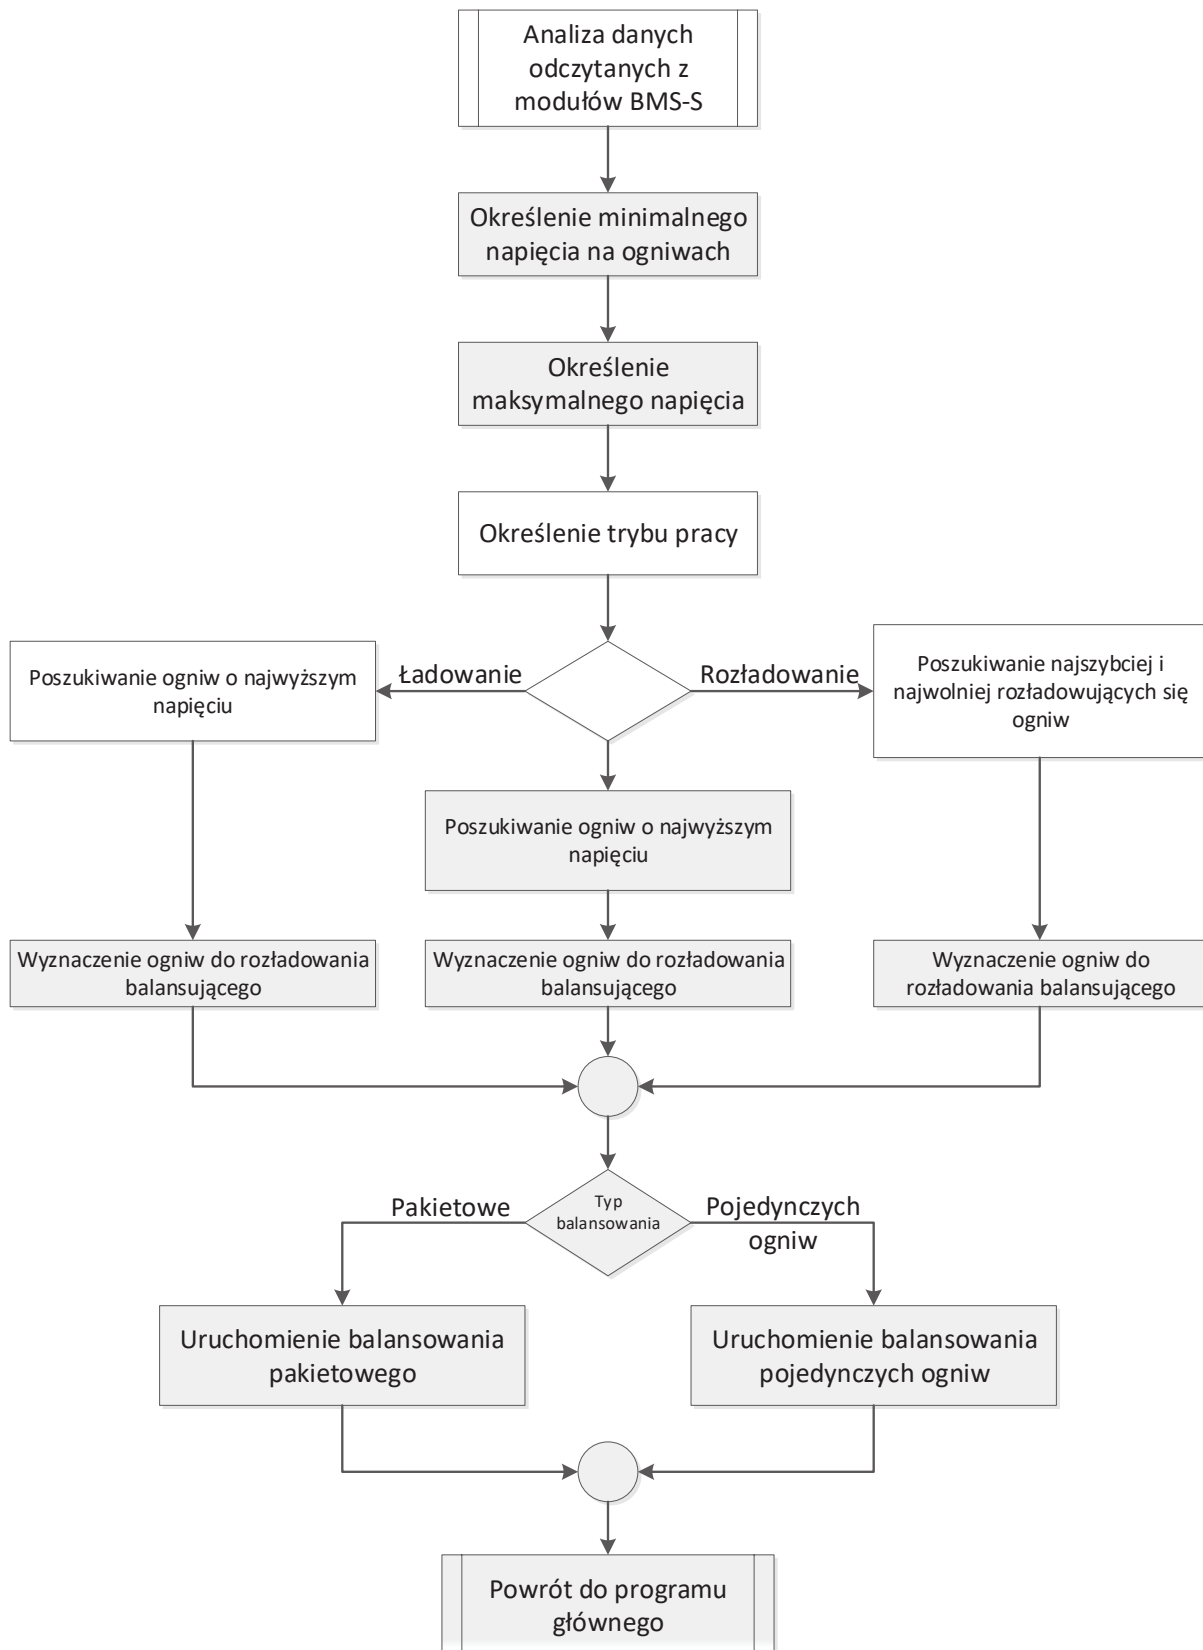 Analiza danych
odczytanych z
modułów BMS-S
Określenie minimalnego
napięcia na ogniwach
Określenie
maksymalnego napięcia
Określenie trybu pracy
Ładowanie
Rozładowanie
Poszukiwanie ogniw o najwyższym
napięciu
Poszukiwanie najszybciej i
najwolniej rozładowujących się
ogniw
Poszukiwanie ogniw o najwyższym
napięciu
Wyznaczenie ogniw do rozładowania
balansującego
Wyznaczenie ogniw do rozładowania
balansującego
Wyznaczenie ogniw do
rozładowania balansującego
Typ
balansowania
Pakietowe
Pojedynczych
ogniw
Uruchomienie balansowania
pakietowego
Uruchomienie balansowania
pojedynczych ogniw
Powrót do programu
głównego